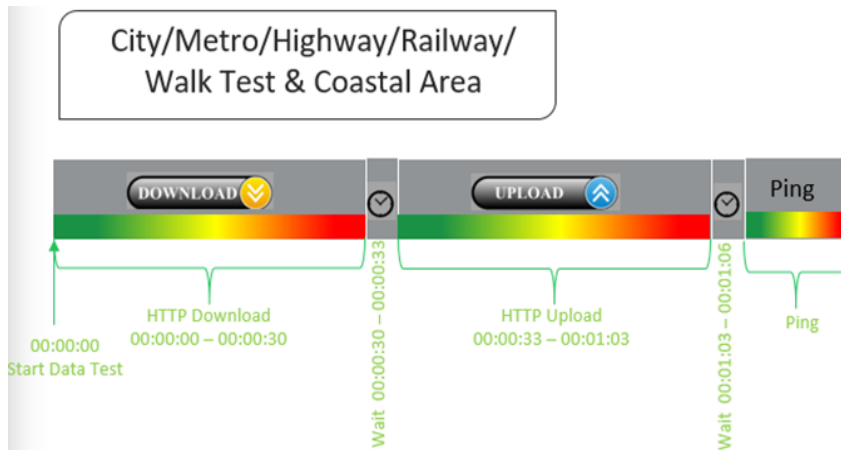 City/Metro/Highway/Railway/
Walk Test & Coastal Area
DOWNLOAD
UPLOAD
Ping
00:00:00
Start Data Test
HTTP Download
00:00:00 – 00:00:30
Wait 00:00:30 – 00:00:33
HTTP Upload
00:00:33 – 00:01:03
Wait 00:01:03 – 00:01:06
Ping